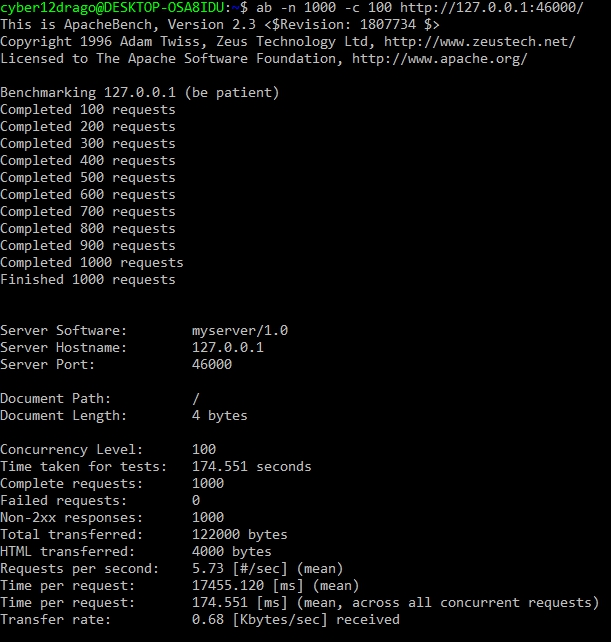 cyber12drago@DESKTOP-OSA8IDU:~$ ab -n 1000 -c 100 http://127.0.0.1:46000/
This is ApacheBench, Version 2.3 <$Revision: 1807734 $>
Copyright 1996 Adam Twiss, Zeus Technology Ltd, http://www.zeustech.net/
Licensed to The Apache Software Foundation, http://www.apache.org/

Benchmarking 127.0.0.1 (be patient)
Completed 100 requests
Completed 200 requests
Completed 300 requests
Completed 400 requests
Completed 500 requests
Completed 600 requests
Completed 700 requests
Completed 800 requests
Completed 900 requests
Completed 1000 requests
Finished 1000 requests

Server Software:        myserver/1.0
Server Hostname:        127.0.0.1
Server Port:            46000

Document Path:          /
Document Length:        4 bytes

Concurrency Level:      100
Time taken for tests:   174.551 seconds
Complete requests:      1000
Failed requests:        0
Non-2xx responses:      1000
Total transferred:      122000 bytes
HTML transferred:       4000 bytes
Requests per second:    5.73 [#/sec] (mean)
Time per request:       17455.120 [ms] (mean)
Time per request:       174.551 [ms] (mean, across all concurrent requests)
Transfer rate:          0.68 [Kbytes/sec] received